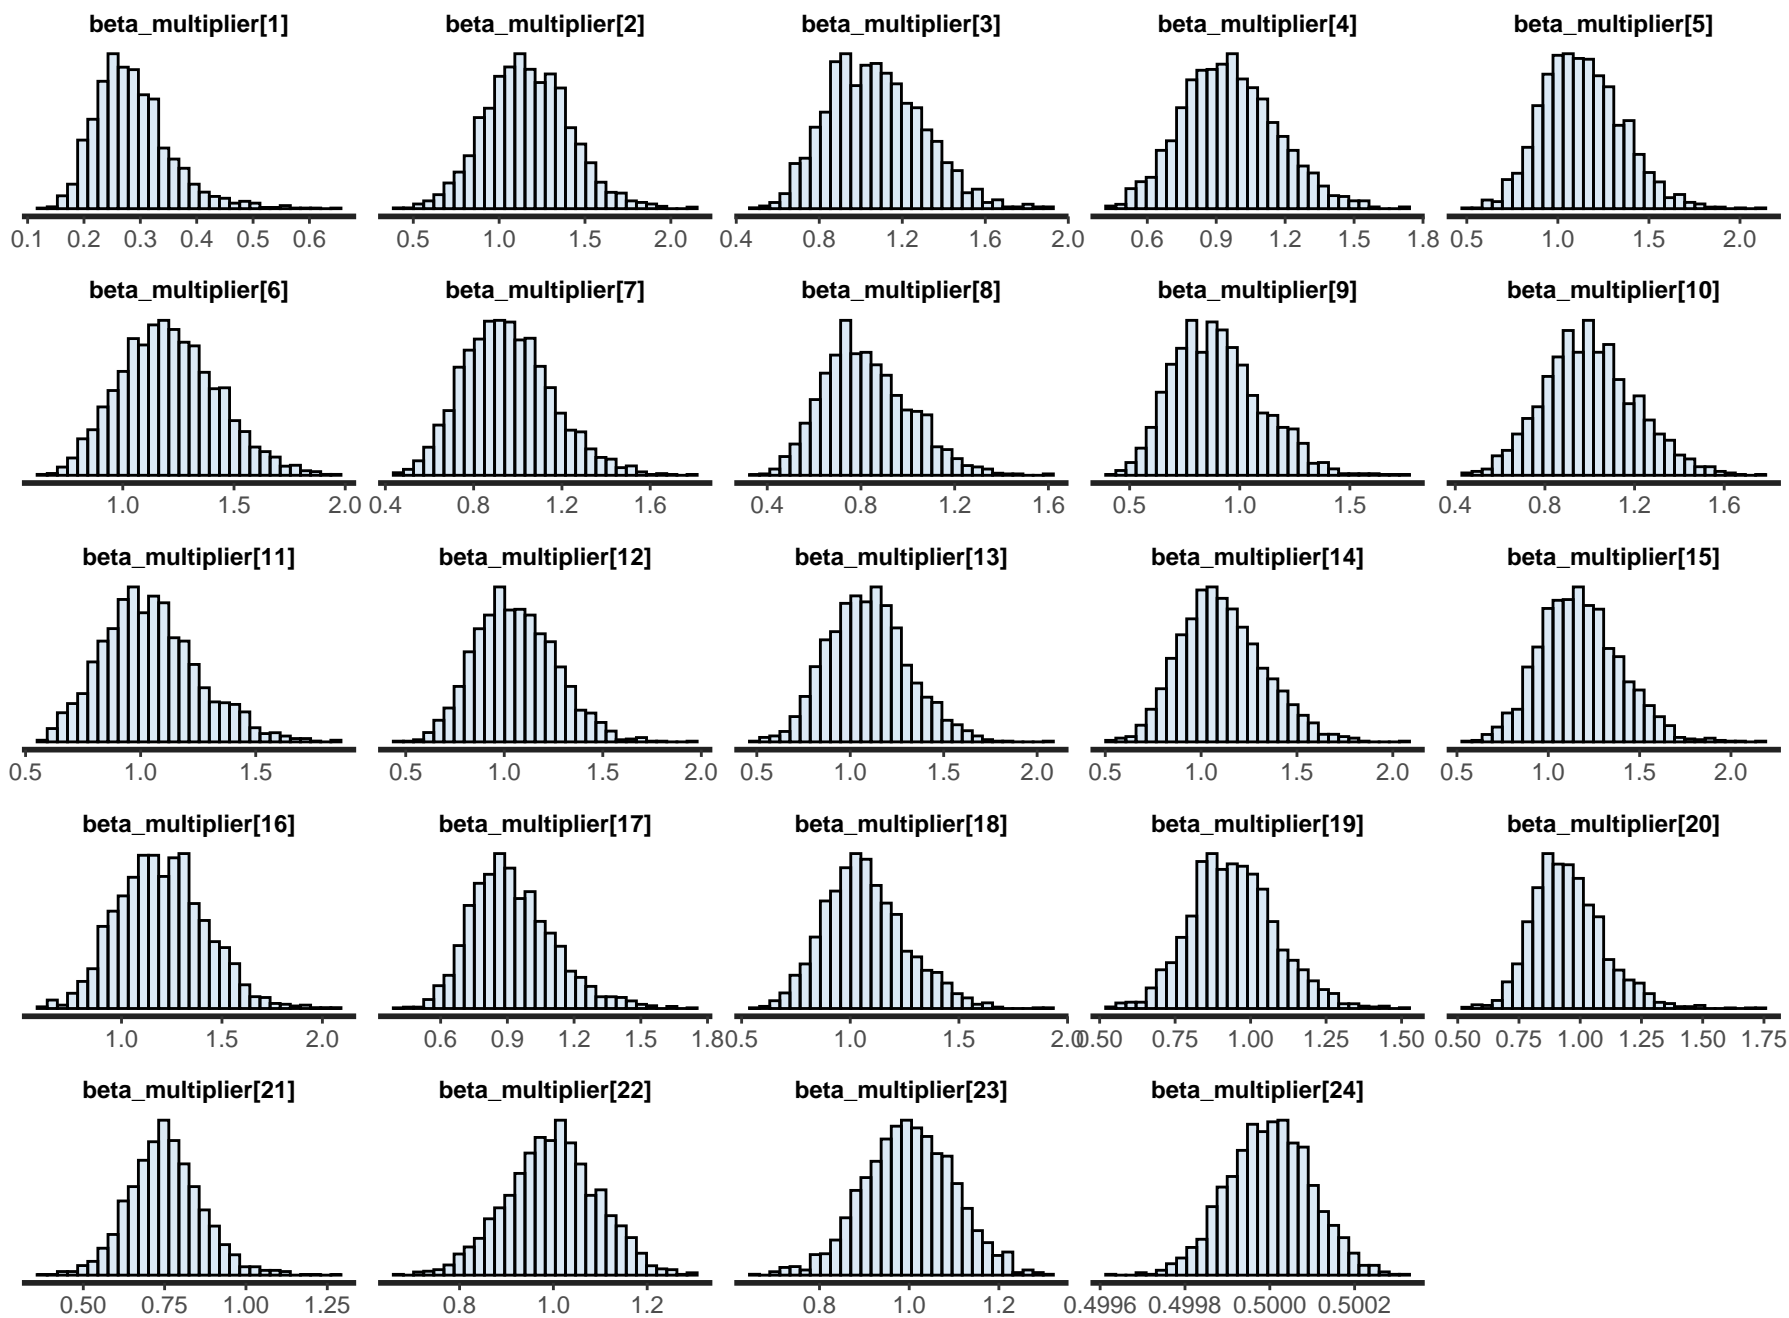 beta_multiplier[1] beta_multiplier[2] beta_multiplier[3] beta_multiplier[4] beta_multiplier[5]
0.1 0.2 0.3 0.4 0.5 0.6 0.5 1.0 1.5 2.0 0.4 0.8 1.2 1.6 2.0 0.6 0.9 1.2 1.5 1.8 0.5 1.0 1.5 2.0
beta_multiplier[6] beta_multiplier[7] beta_multiplier[8] beta_multiplier[9] beta_multiplier[10]
1.0 1.5 2.0 0.4 0.8 1.2 1.6 0.4 0.8 1.2 1.6 0.5 1.0 1.5 0.4 0.8 1.2 1.6
beta_multiplier[11] beta_multiplier[12] beta_multiplier[13] beta_multiplier[14] beta_multiplier[15]
0.5 1.0 1.5 0.5 1.0 1.5 2.0 0.5 1.0 1.5 2.0 0.5 1.0 1.5 2.0 0.5 1.0 1.5 2.0
beta_multiplier[16] beta_multiplier[17] beta_multiplier[18] beta_multiplier[19] beta_multiplier[20]
1.0 1.5 2.0 0.6 0.9 1.2 1.5 1.8 0.5 1.0 1.5 2.0 0.50 0.75 1.00 1.25 1.50 0.50 0.75 1.00 1.25 1.50 1.75
beta_multiplier[21] beta_multiplier[22] beta_multiplier[23] beta_multiplier[24]
0.50 0.75 1.00 1.25 0.8 1.0 1.2 0.8 1.0 1.2 0.4996 0.4998 0.5000 0.5002